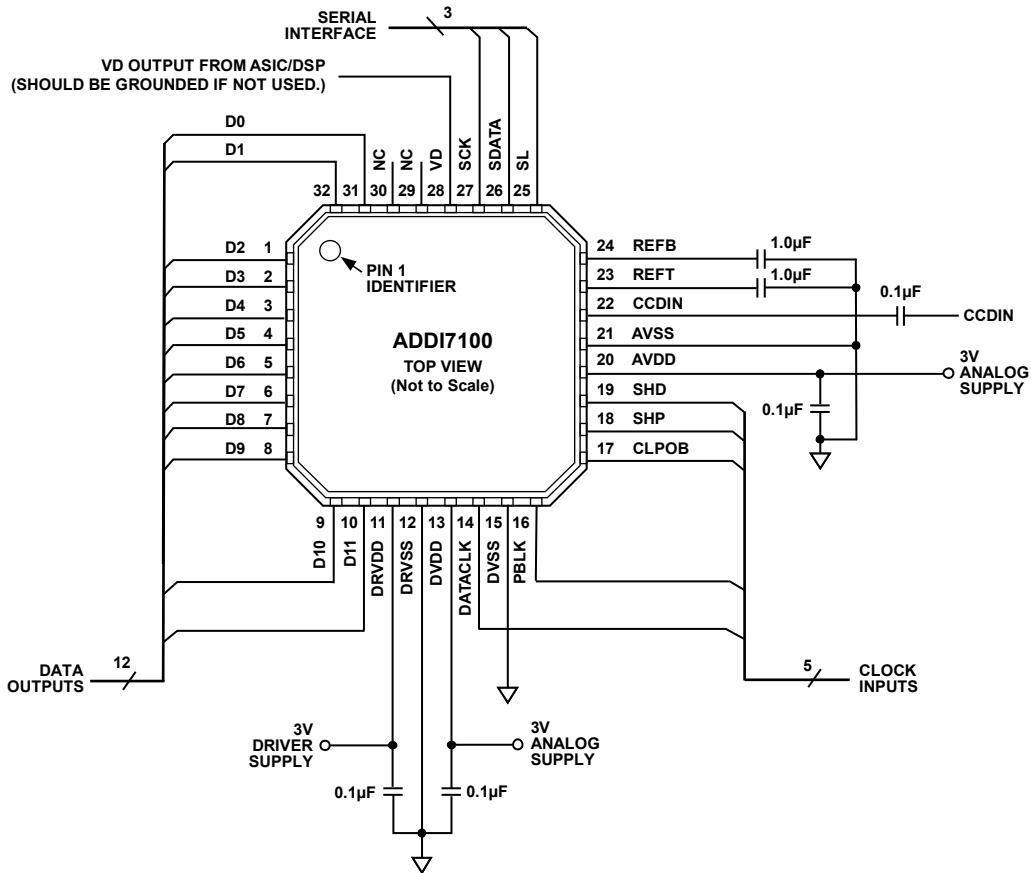 SERIAL
INTERFACE
3
VD OUTPUT FROM ASIC/DSP
(SHOULD BE GROUNDED IF NOT USED.)
D0
D1
NC
NC
VD
SCK
SDATA
SL
32 31 30 29 28 27 26 25
D2 1
D3 2
D4 3
D5 4
D6 5
D7 6
D8 7
D9 8
PIN 1
IDENTIFIER
ADDI7100
TOP VIEW
(Not to Scale)
24 REFB
23 REFT
22 CCDIN
21 AVSS
20 AVDD
19 SHD
18 SHP
17 CLPOB
1.0µF
1.0µF
0.1µF
CCDIN
3V
ANALOG
SUPPLY
0.1µF
9 10 11 12 13 14 15 16
D10
D11
DRVDD
DRVSS
DVDD
DATACLK
DVSS
PBLK
DATA
OUTPUTS
12
5
CLOCK
INPUTS
3V
DRIVER
SUPPLY
3V
ANALOG
SUPPLY
0.1µF
0.1µF